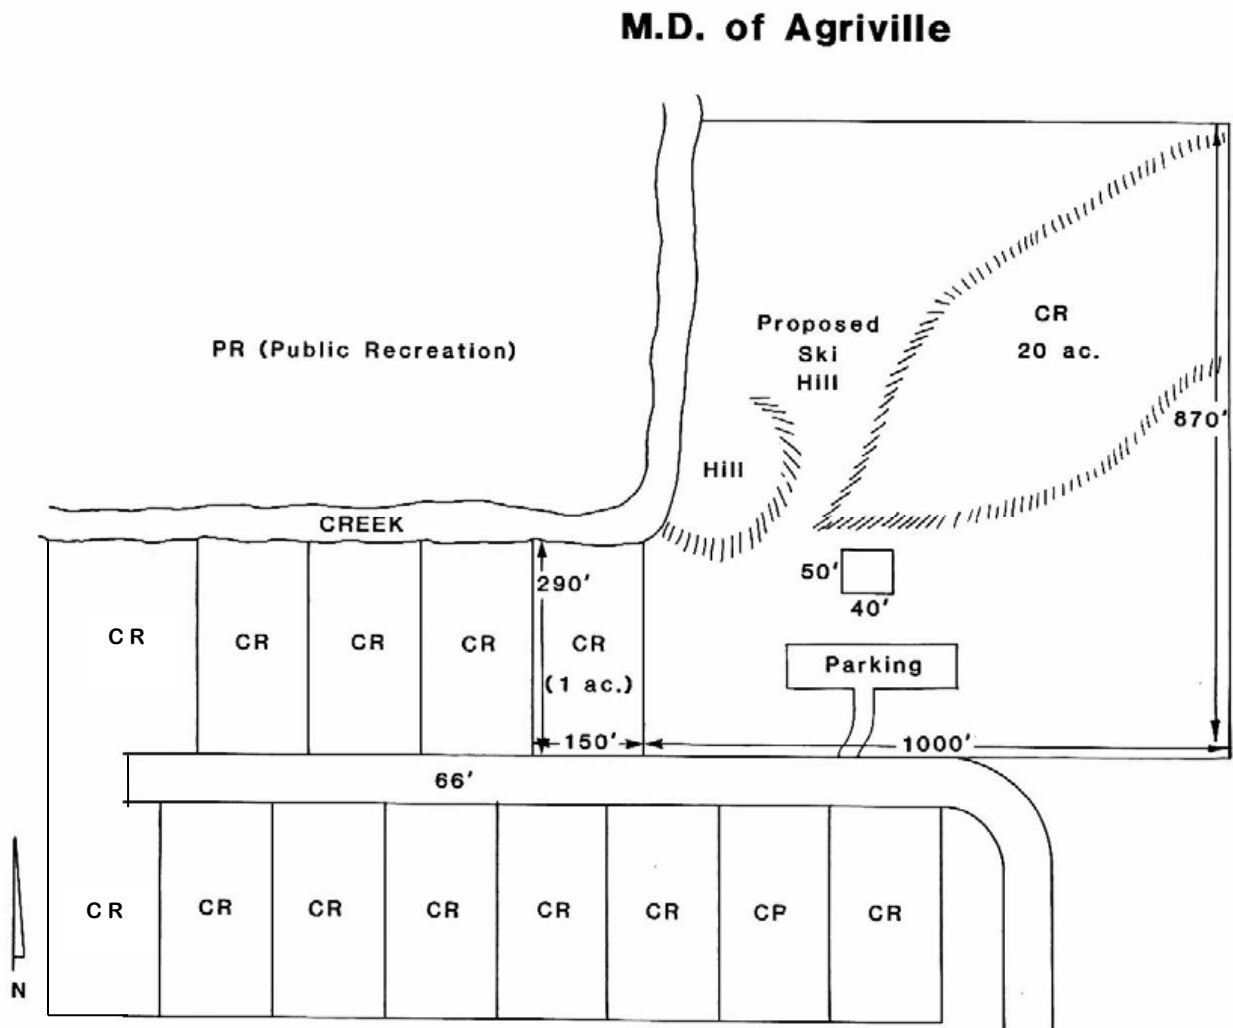 M.D. of Agriville
PR (Public Recreation)
Proposed
Ski
Hill
CR
20 ac.
870'
Hill
CREEK
50'
40'
290'
CR
CR
CR
CR
CR
(1 ac.)
Parking
150'
1000'
66'
CR
CR
CR
CR
CR
CR
CP
CR
N